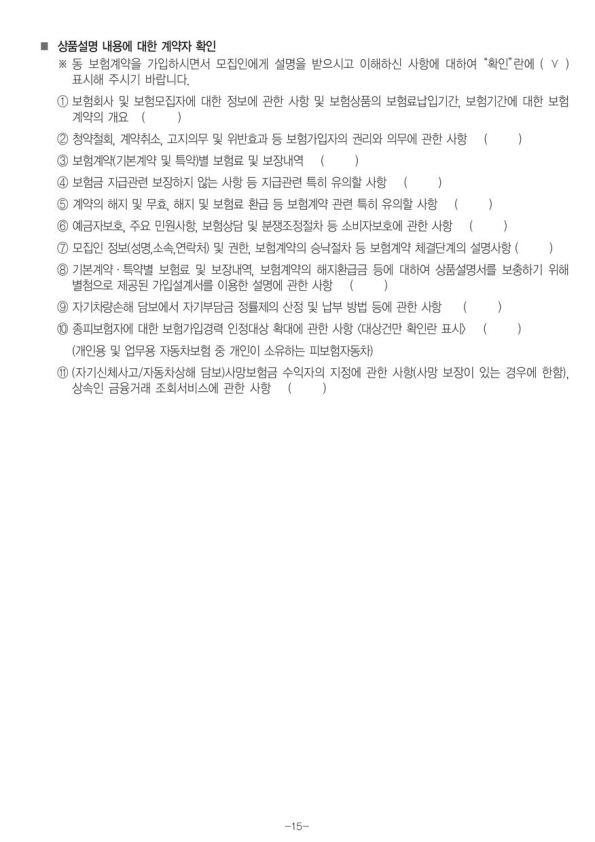 ■ 상품설명 내용에 대한 계약자 확인
※ 동 보험계약을 가입하시면서 모집인에게 설명을 받으시고 이해하신 사항에 대하여 “확인”란에 ( ∨ )
표시해 주시기 바랍니다.
① 보험회사 및 보험모집자에 대한 정보에 관한 사항 및 보험상품의 보험료납입기간, 보험기간에 대한 보험
계약의 개요 ( )
② 청약철회, 계약취소, 고지의무 및 위반효과 등 보험가입자의 권리와 의무에 관한 사항 ( )
③ 보험계약(기본계약 및 특약)별 보험료 및 보장내역 ( )
④ 보험금 지급관련 보장하지 않는 사항 등 지급관련 특히 유의할 사항 ( )
⑤ 계약의 해지 및 무효, 해지 및 보험료 환급 등 보험계약 관련 특히 유의할 사항 ( )
⑥ 예금자보호, 주요 민원사항, 보험상담 및 분쟁조정절차 등 소비자보호에 관한 사항 ( )
⑦ 모집인 정보(성명,소속,연락처) 및 권한, 보험계약의 승낙절차 등 보험계약 체결단계의 설명사항 ( )
⑧ 기본계약 · 특약별 보험료 및 보장내역, 보험계약의 해지환급금 등에 대하여 상품설명서를 보충하기 위해
별첨으로 제공된 가입설계서를 이용한 설명에 관한 사항 ( )
⑨ 자기차량손해 담보에서 자기부담금 정률제의 산정 및 납부 방법 등에 관한 사항 ( )
⑩ 종피보험자에 대한 보험가입경력 인정대상 확대에 관한 사항 〈대상건만 확인란 표시〉 ( )
(개인용 및 업무용 자동차보험 중 개인이 소유하는 피보험자동차)
⑪ (자기신체사고/자동차상해 담보)사망보험금 수익자의 지정에 관한 사항(사망 보장이 있는 경우에 한함),
상속인 금융거래 조회서비스에 관한 사항 ( )
-15-